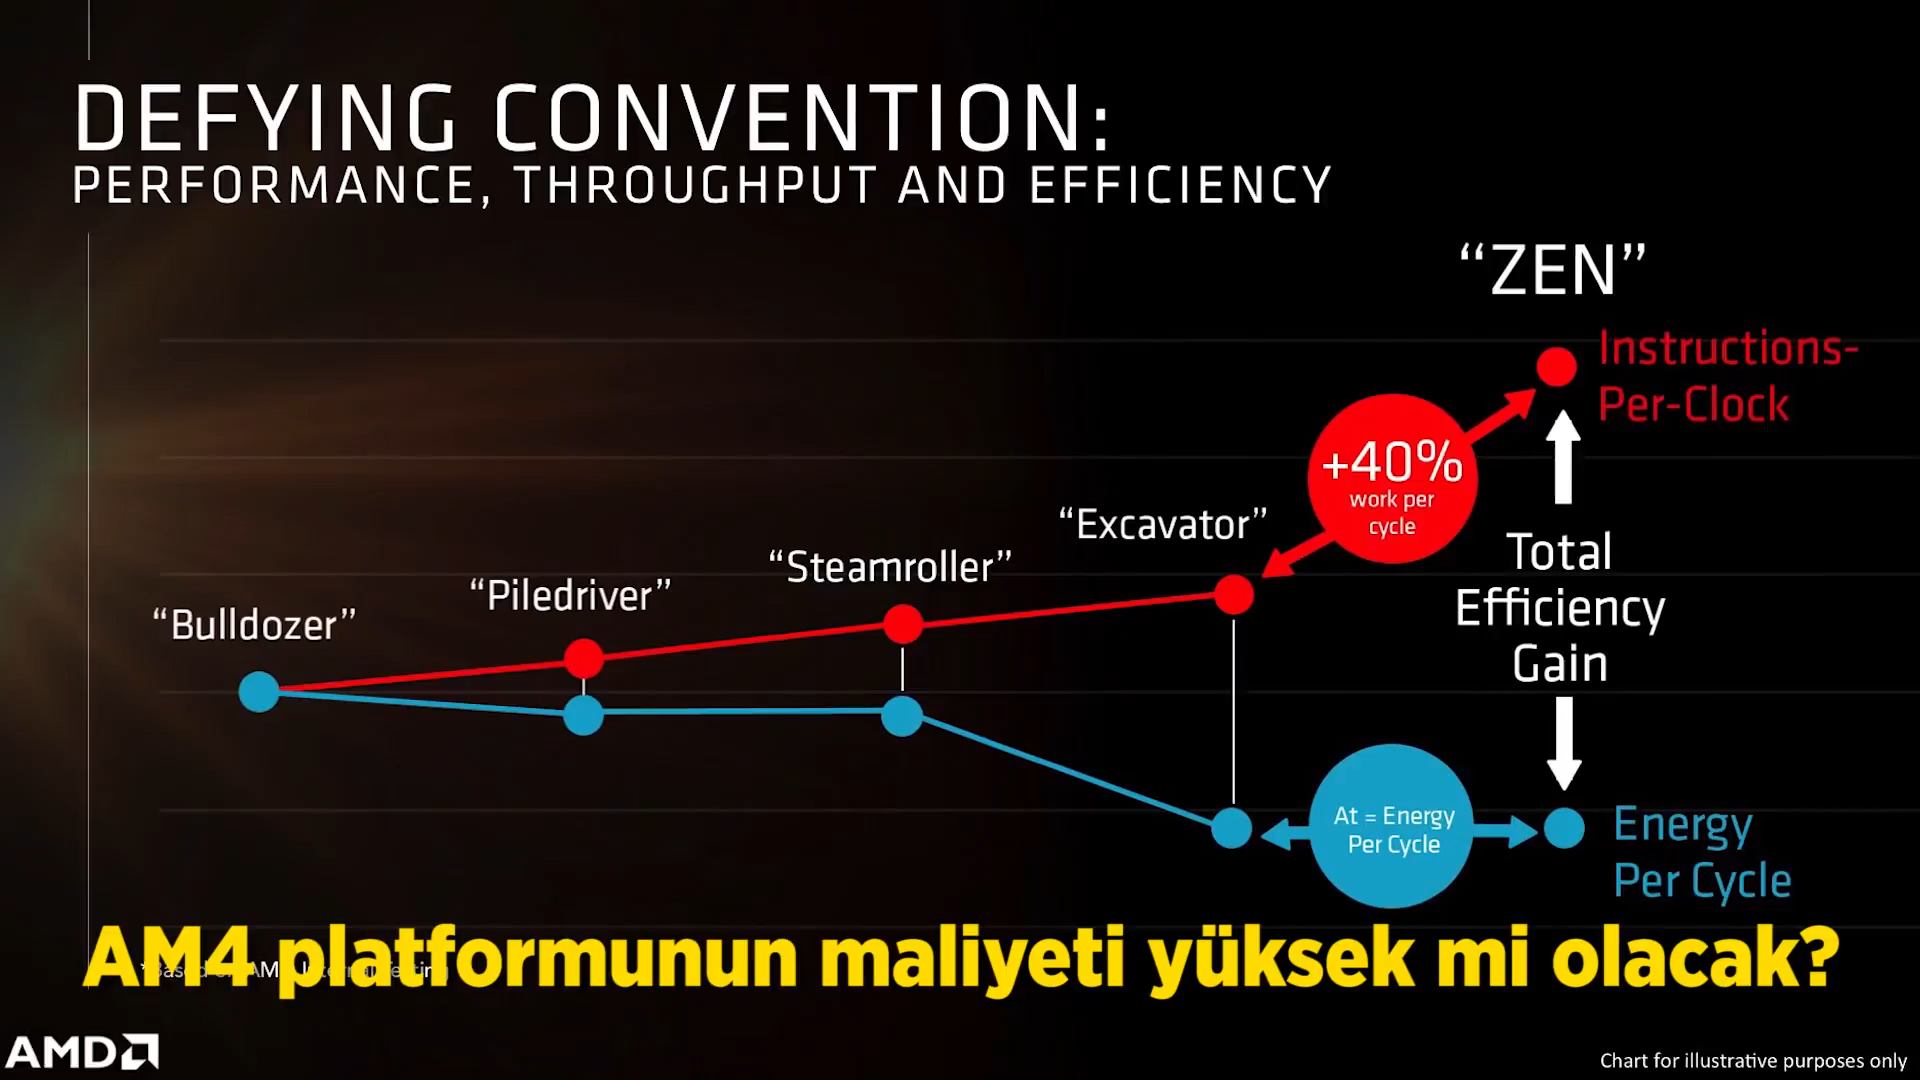 DEFYING CONVENTION:
PERFORMANCE, THROUGHPUT AND EFFICIENCY
“ZEN”
Instructions-
Per-Clock
+40%
work per
cycle
“Excavator”
“Steamroller”
“Piledriver”
“Bulldozer”
Total
Efficiency
Gain
At = Energy
Per Cycle
Energy
Per Cycle
AM4 platformunun maliyeti yüksek mi olacak?
AMD
Chart for illustrative purposes only